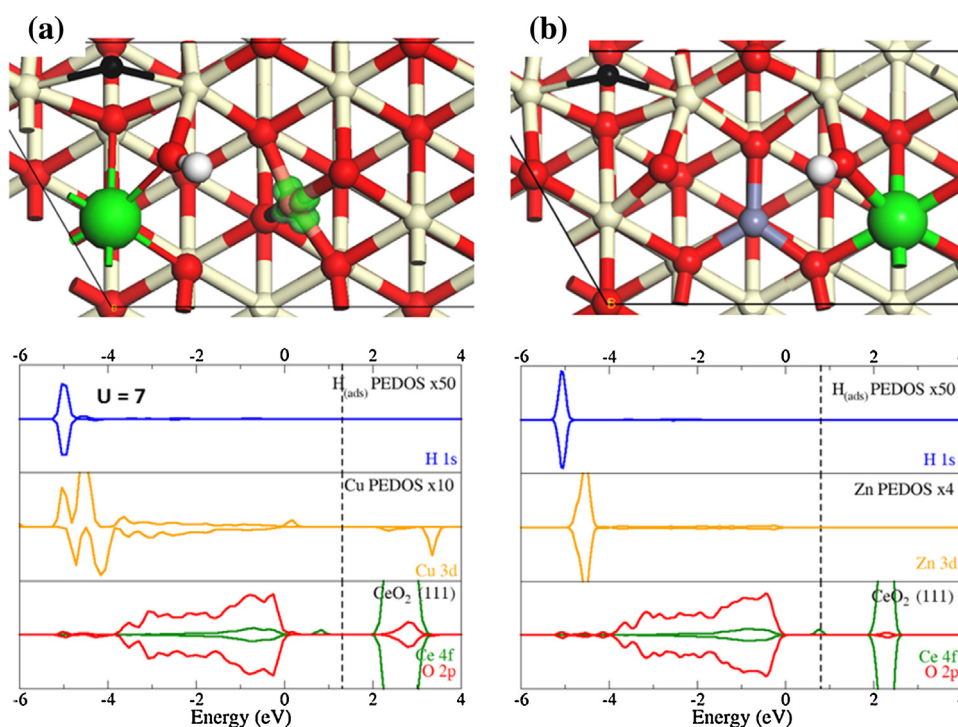 (a) (b)
B B
-6 -4 -2 0 2 4 -6 -4 -2 0 2 4
U = 7
H(ads) PEDOS x50
H 1s
Cu PEDOS x10
Cu 3d
CeO2 (111)
Ce 4f
O 2p
H(ads) PEDOS x50
H 1s
Zn PEDOS x4
Zn 3d
CeO2 (111)
Ce 4f
O 2p
-6 -4 -2 0 2 4 -6 -4 -2 0 2 4
Energy (eV) Energy (eV)